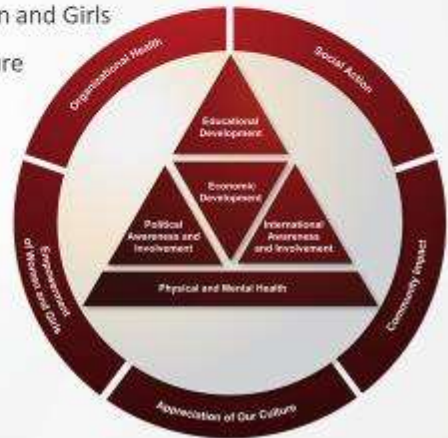 n and Girls
ure
Organizational Health
Social Action
Educational
Development
Economic
Development
Political
Awareness and
Involvement
International
Awareness
and Involvement
Physical and Mental Health
Empowerment
of Women and Girls
Community Impact
Appreciation of Our Culture